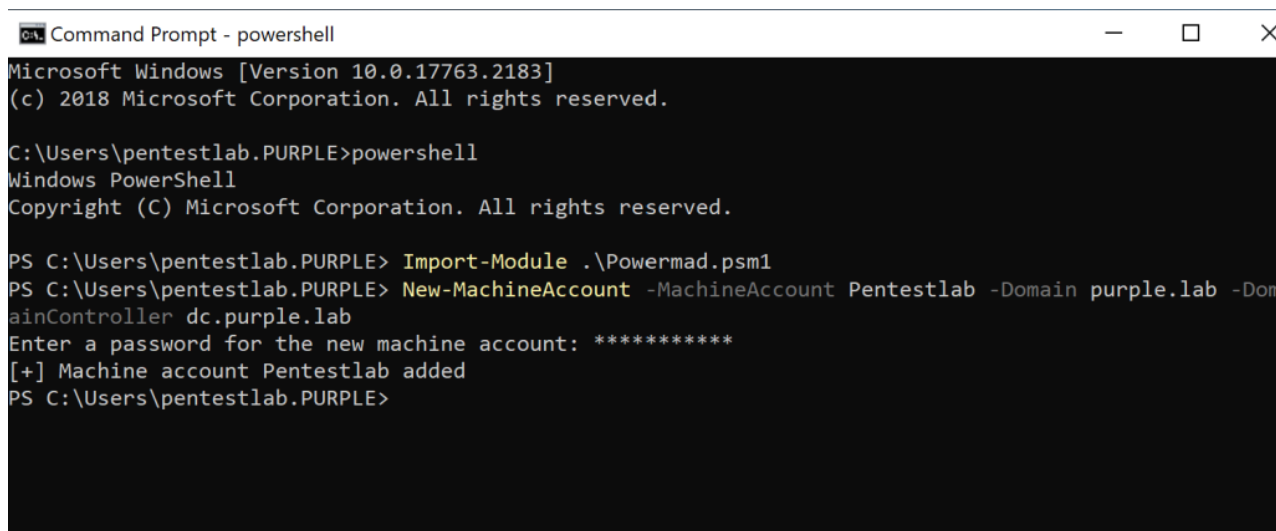 Command Prompt - powershell
Microsoft Windows [Version 10.0.17763.2183]
(c) 2018 Microsoft Corporation. All rights reserved.
C:\Users\pentestlab.PURPLE>powershell
Windows PowerShell
Copyright (C) Microsoft Corporation. All rights reserved.
PS C:\Users\pentestlab.PURPLE> Import-Module .\Powermad.psm1
PS C:\Users\pentestlab.PURPLE> New-MachineAccount -MachineAccount Pentestlab -Domain purple.lab -Dom
ainController dc.purple.lab
Enter a password for the new machine account: ***********
[+] Machine account Pentestlab added
PS C:\Users\pentestlab.PURPLE>